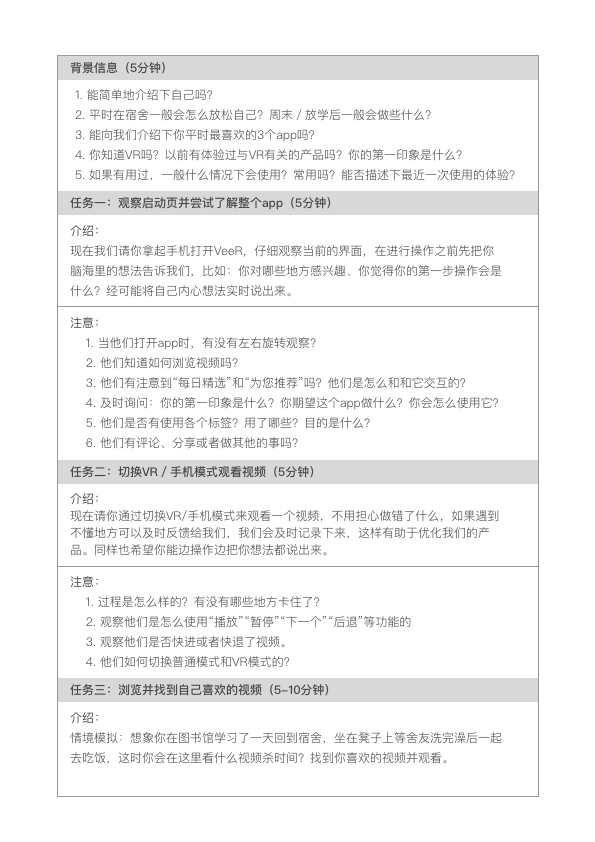 背景信息（5分钟）
1. 能简单地介绍下自己吗？
2. 平时在宿舍一般会怎么放松自己？周末 / 放学后一般会做些什么？
3. 能向我们介绍下你平时最喜欢的3个app吗？
4. 你知道VR吗？以前有体验过与VR有关的产品吗？你的第一印象是什么？
5. 如果有用过，一般什么情况下会使用？常用吗？能否描述下最近一次使用的体验？
任务一：观察启动页并尝试了解整个app（5分钟）
介绍：
现在我们请你拿起手机打开VeeR，仔细观察当前的界面，在进行操作之前先把你
脑海里的想法告诉我们，比如：你对哪些地方感兴趣、你觉得你的第一步操作会是
什么？经可能将自己内心想法实时说出来。
注意：
1. 当他们打开app时，有没有左右旋转观察？
2. 他们知道如何浏览视频吗？
3. 他们有注意到“每日精选”和“为您推荐”吗？他们是怎么和和它交互的？
4. 及时询问：你的第一印象是什么？你期望这个app做什么？你会怎么使用它？
5. 他们是否有使用各个标签？用了哪些？目的是什么？
6. 他们有评论、分享或者做其他的事吗？
任务二：切换VR / 手机模式观看视频（5分钟）
介绍：
现在请你通过切换VR/手机模式来观看一个视频，不用担心做错了什么，如果遇到
不懂地方可以及时反馈给我们，我们会及时记录下来，这样有助于优化我们的产
品。同样也希望你能边操作边把你想法都说出来。
注意：
1. 过程是怎么样的？有没有哪些地方卡住了？
2. 观察他们是怎么使用“播放”“暂停”“下一个”“后退”等功能的
3. 观察他们是否快进或者快退了视频。
4. 他们如何切换普通模式和VR模式的？
任务三：浏览并找到自己喜欢的视频（5-10分钟）
介绍：
情境模拟：想象你在图书馆学习了一天回到宿舍，坐在凳子上等舍友洗完澡后一起
去吃饭，这时你会在这里看什么视频杀时间？找到你喜欢的视频并观看。